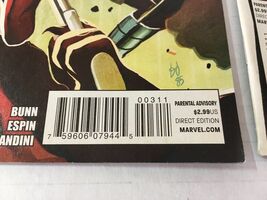 BUNN
ESPIN
ANDINI
00311
7 59606 07944 5
PARENTAL ADVISORY
$2.99US
DIRECT EDITION
MARVEL.COM